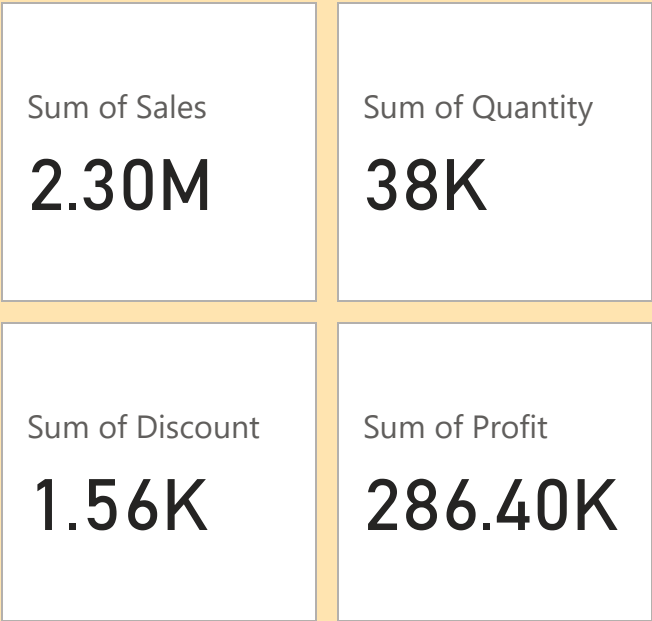 Sum of Sales
2.30M
Sum of Quantity
38K
Sum of Discount
1.56K
Sum of Profit
286.40K